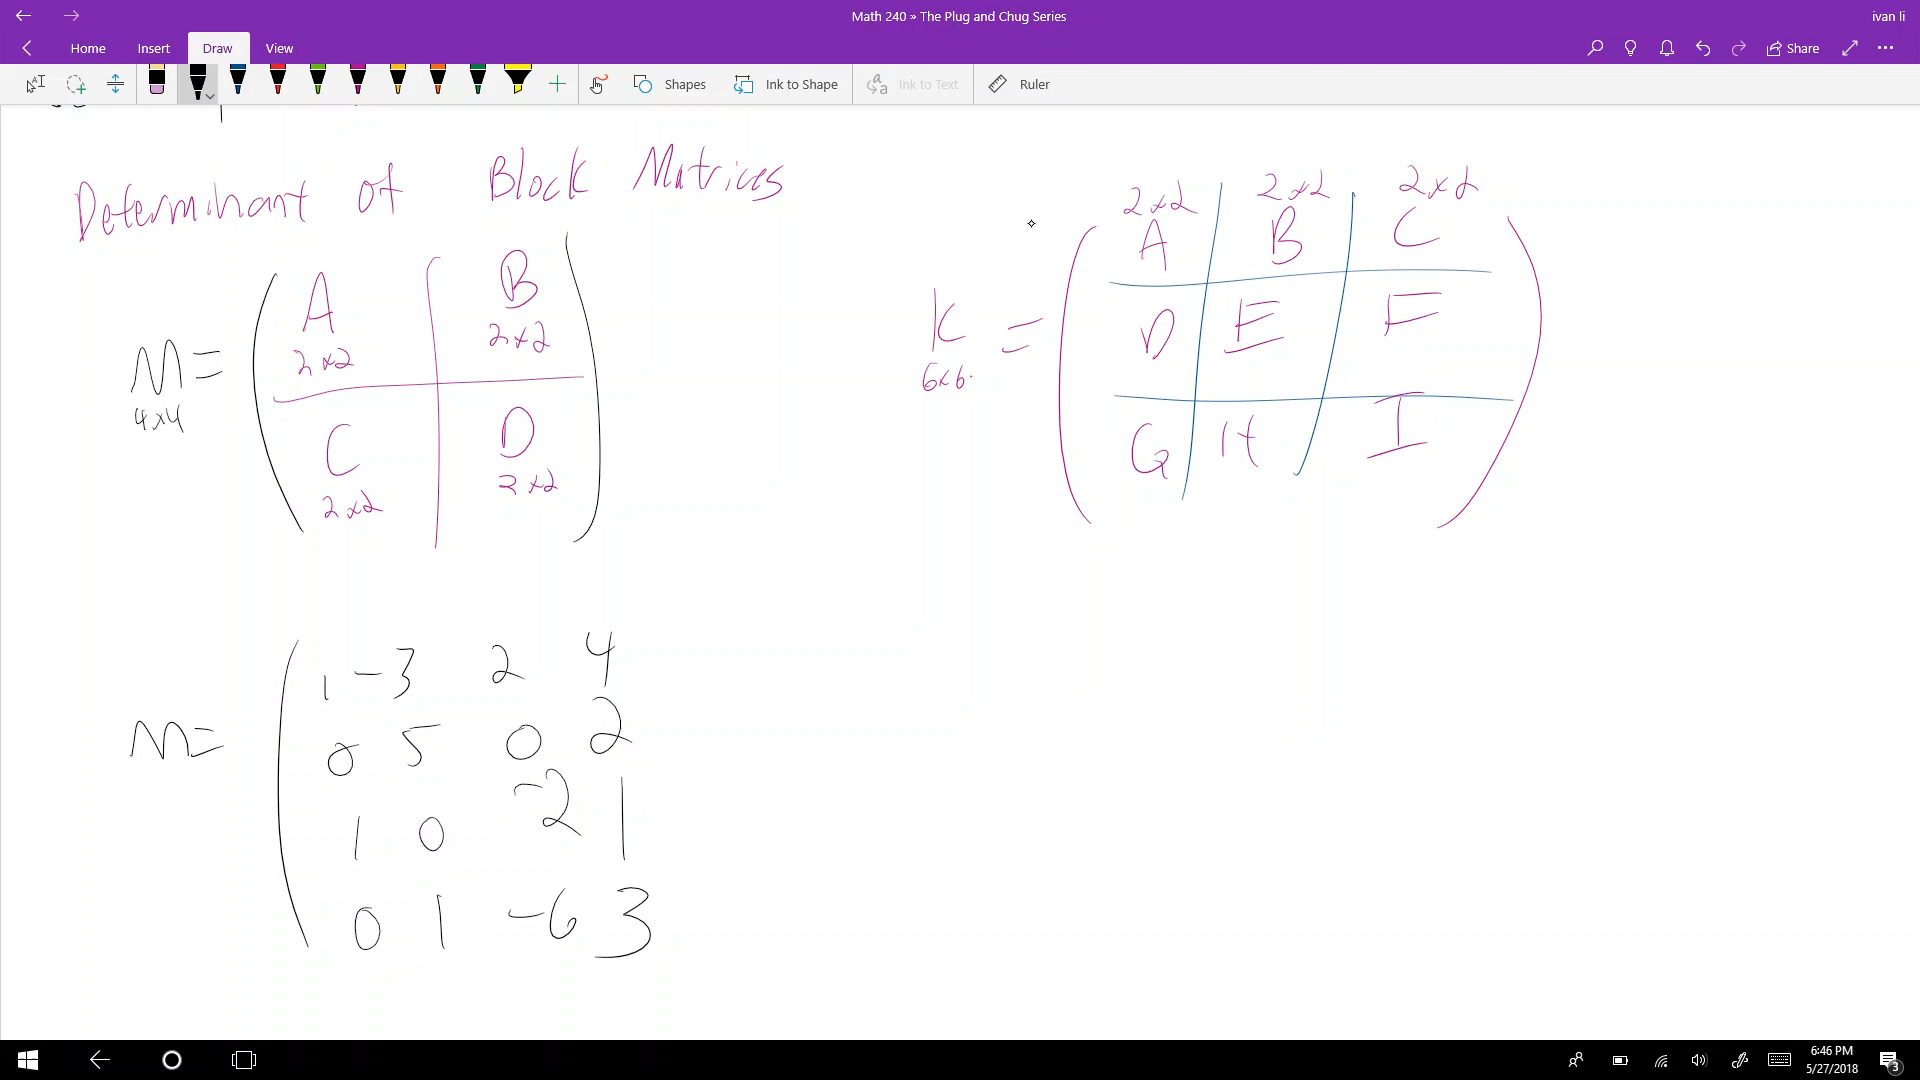 Math 240 » The Plug and Chug Series
ivan li
Home Insert Draw View
Share
Shapes Ink to Shape Ink to Text Ruler
Determinant of Block Matrices
M = ( A B
2x2 2x2
4x4
C D )
2x2 2x2
2x2 2x2 2x2
K = ( A B C
6x6
D E F
G H I )
M = ( 1 -3 2 4
0 5 0 2
1 0 -2 1
0 1 -6 3
6:46 PM
5/27/2018
3